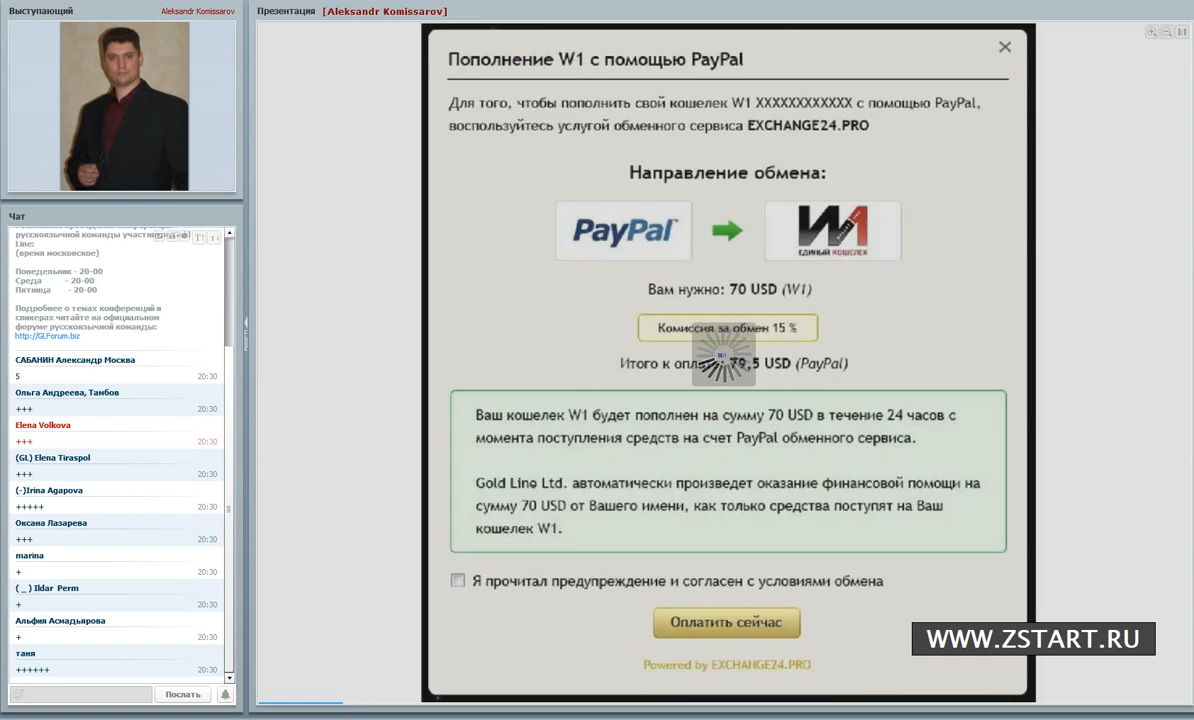 Выступающий
Aleksandr Komissarov
Презентация [Aleksandr Komissarov]
Чат
русскоязычной команды
Line:
(время московское)
Понедельник - 20-00
Среда - 20-00
Пятница - 20-00
Подробнее о темах конференций и
спикерах читайте на официальном
форуме русскоязычной команды:
http://GLForum.biz
САБАНИН Александр Москва
5 20:30
Ольга Андреева, Тамбов
+++ 20:30
Elena Volkova
+++ 20:30
(GL) Elena Tiraspol
+++ 20:30
(-)Irina Agapova
+++++ 20:30
Оксана Лазарева
+++ 20:30
marina
+ 20:30
( _ ) Ildar Perm
+ 20:30
Альфия Асмадьярова
+ 20:30
таня
++++++ 20:30
Послать
Пополнение W1 с помощью PayPal
Для того, чтобы пополнить свой кошелек W1 XXXXXXXXXXXX с помощью PayPal,
воспользуйтесь услугой обменного сервиса EXCHANGE24.PRO
Направление обмена:
PayPal
W1
ЕДИНЫЙ КОШЕЛЕК
Вам нужно: 70 USD (W1)
Комиссия за обмен 15 %
Итого к 79,5 USD (PayPal)
Ваш кошелек W1 будет пополнен на сумму 70 USD в течение 24 часов с
момента поступления средств на счет PayPal обменного сервиса.
Gold Line Ltd. автоматически произведет оказание финансовой помощи на
сумму 70 USD от Вашего имени, как только средства поступят на Ваш
кошелек W1.
Я прочитал предупреждение и согласен с условиями обмена
Оплатить сейчас
Powered by EXCHANGE24.PRO
WWW.ZSTART.RU